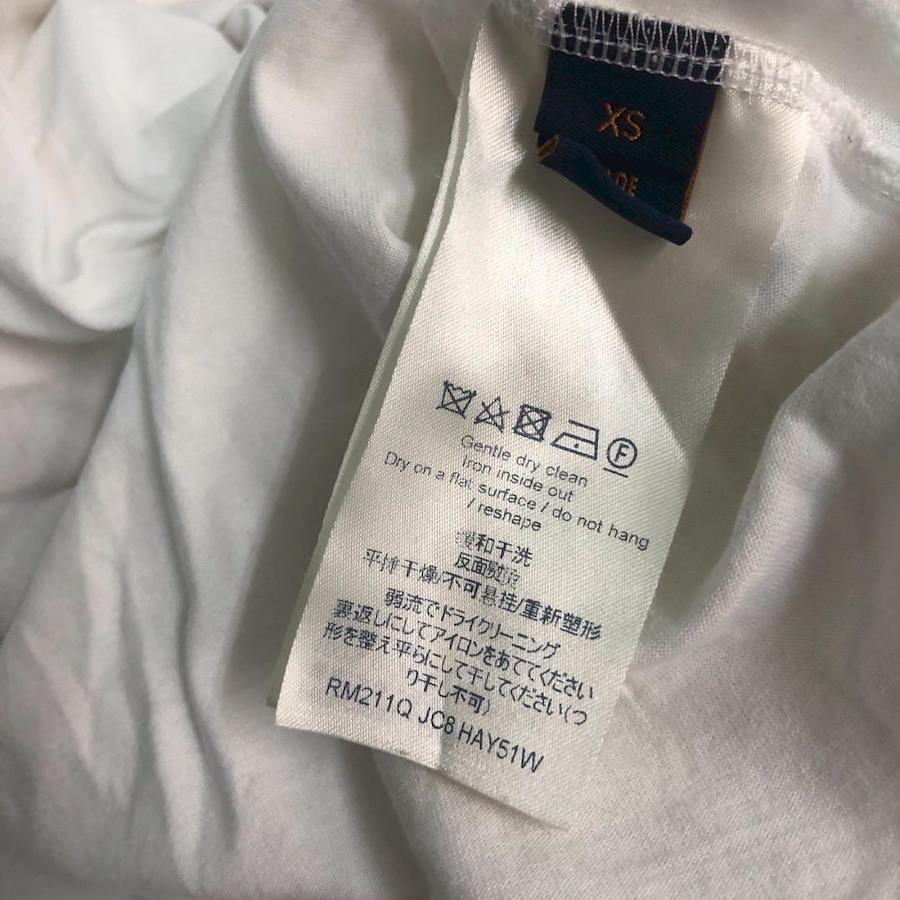 XS
F
Gentle dry clean
Iron inside out
Dry on a flat surface / do not hang
/ reshape
缓和干洗
反面熨烫
平排干燥/不可悬挂/重新塑形
弱流でドライクリーニング
裏返しにしてアイロンをあててください
形を整え平らにして干してください(つ
り干し不可)
RM211Q JC8 HAY51W